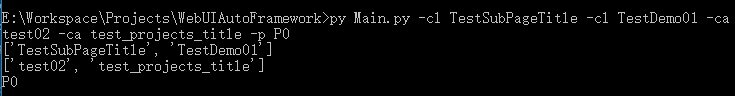 E:\Workspace\Projects\WebUIAutoFramework>py Main.py -cl TestSubPageTitle -cl TestDemo01 -ca
test02 -ca test_projects_title -p P0
['TestSubPageTitle', 'TestDemo01']
['test02', 'test_projects_title']
P0